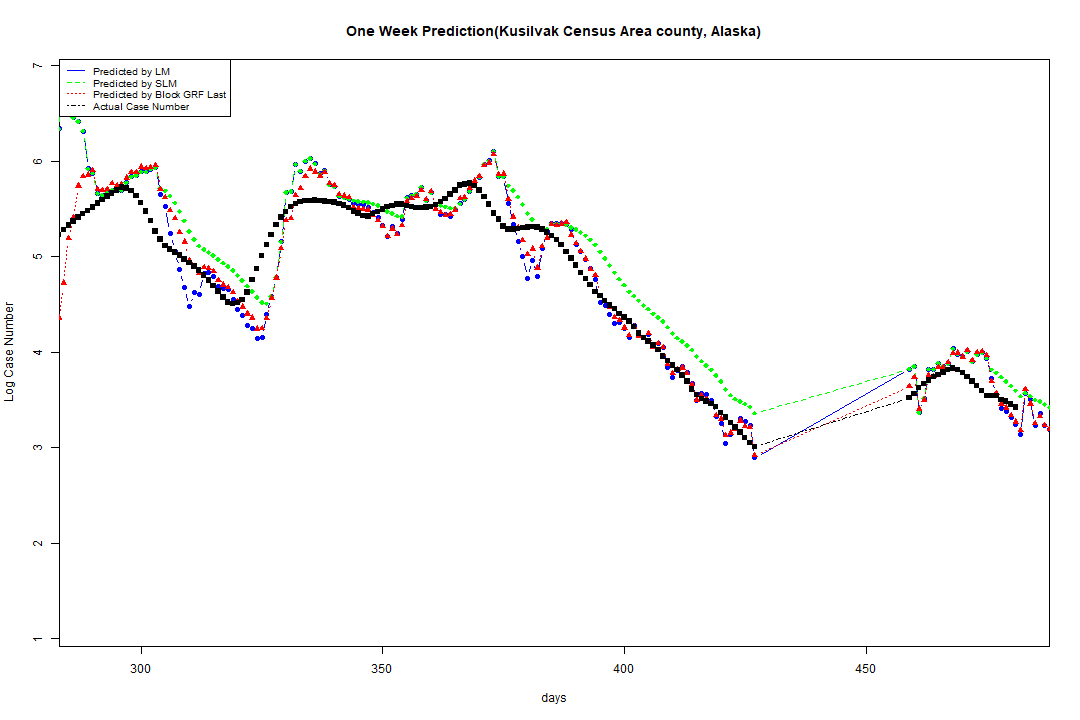 One Week Prediction(Kusilvak Census Area county, Alaska)
Predicted by LM
Predicted by SLM
Predicted by Block GRF Last
Actual Case Number
Log Case Number
7
6
5
4
3
2
1
300
350
400
450
days